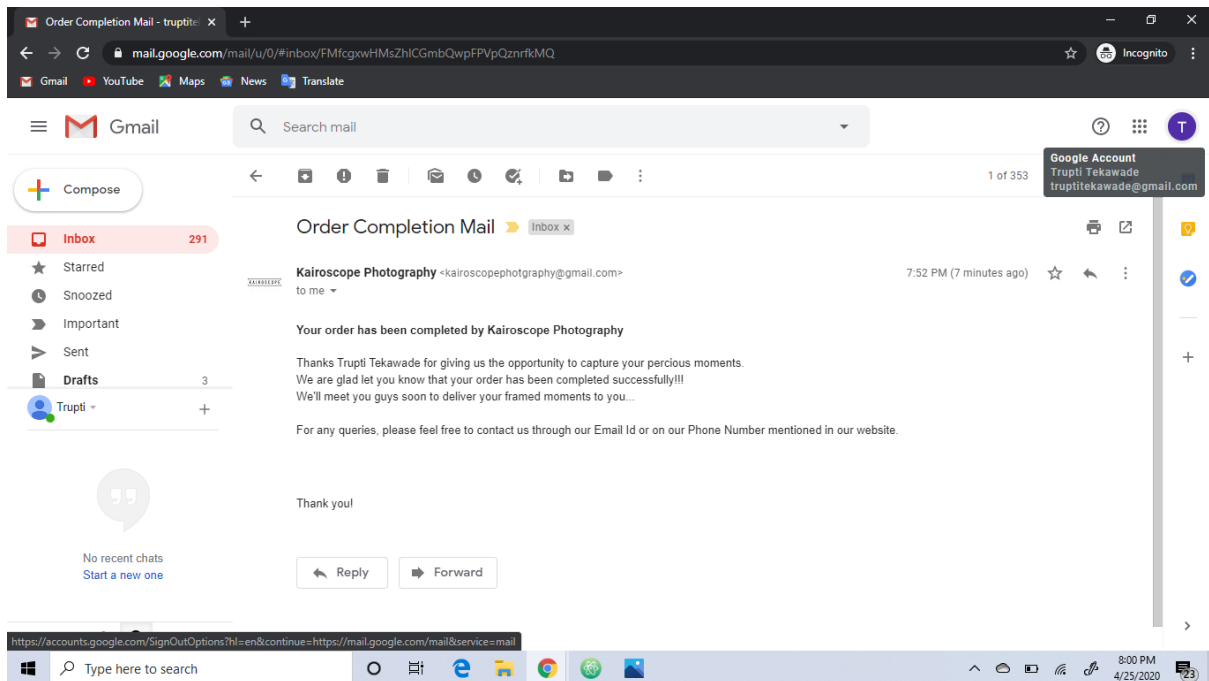 Order Completion Mail - truptitel
mail.google.com/mail/u/0/#inbox/FMfcgxwHMsZhlCGmbQwpFPVpQznrfkMQ
Incognito
Gmail YouTube Maps News Translate
Gmail
Search mail
T
Google Account
Trupti Tekawade
truptitekawade@gmail.com
Compose
1 of 353
Order Completion Mail Inbox x
Inbox 291
Starred
Snoozed
Important
Sent
Drafts 3
Trupti
KAIROSCOPE
Kairoscope Photography <kairoscopephotgraphy@gmail.com>
7:52 PM (7 minutes ago)
to me
Your order has been completed by Kairoscope Photography
Thanks Trupti Tekawade for giving us the opportunity to capture your percious moments.
We are glad let you know that your order has been completed successfully!!!
We'll meet you guys soon to deliver your framed moments to you...
For any queries, please feel free to contact us through our Email Id or on our Phone Number mentioned in our website.
Thank you!
No recent chats
Start a new one
Reply
Forward
https://accounts.google.com/SignOutOptions?hl=en&continue=https://mail.google.com/mail&service=mail
Type here to search
8:00 PM
4/25/2020
23